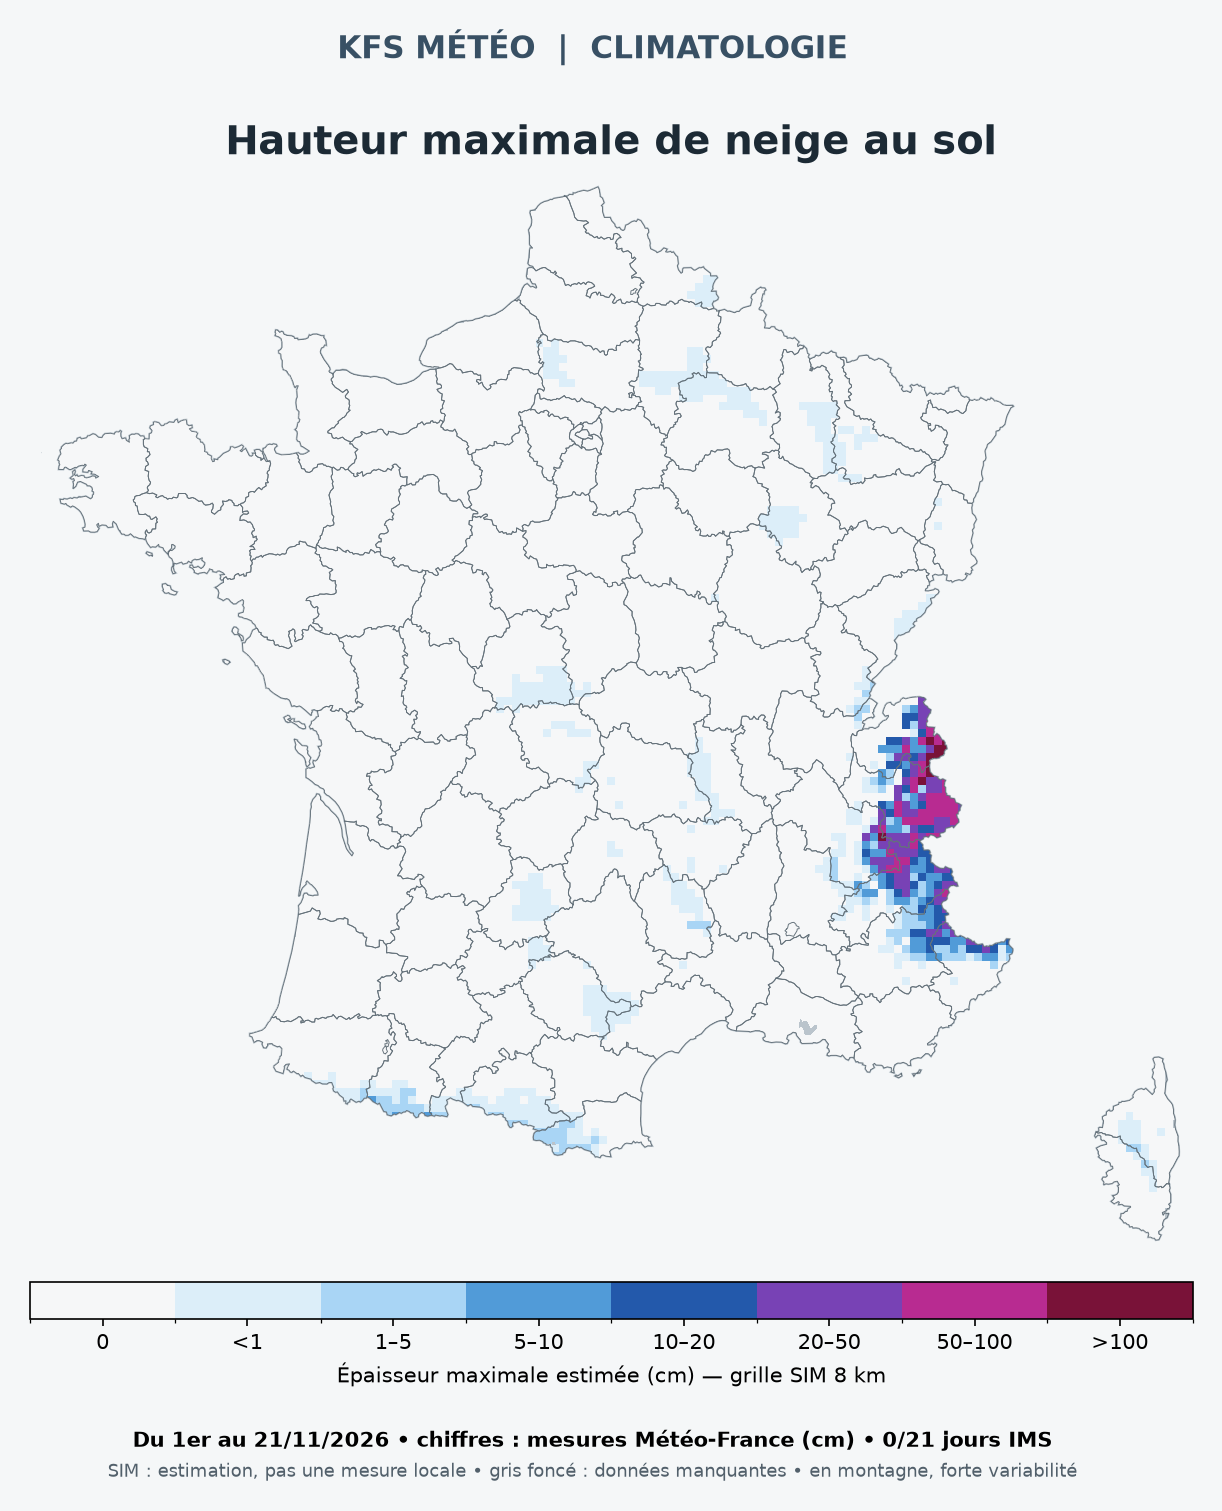 KFS MÉTÉO | CLIMATOLOGIE
Hauteur maximale de neige au sol
0 <1 1–5 5–10 10–20 20–50 50–100 >100
Épaisseur maximale estimée (cm) — grille SIM 8 km
Du 1er au 21/11/2026 • chiffres : mesures Météo-France (cm) • 0/21 jours IMS
SIM : estimation, pas une mesure locale • gris foncé : données manquantes • en montagne, forte variabilité